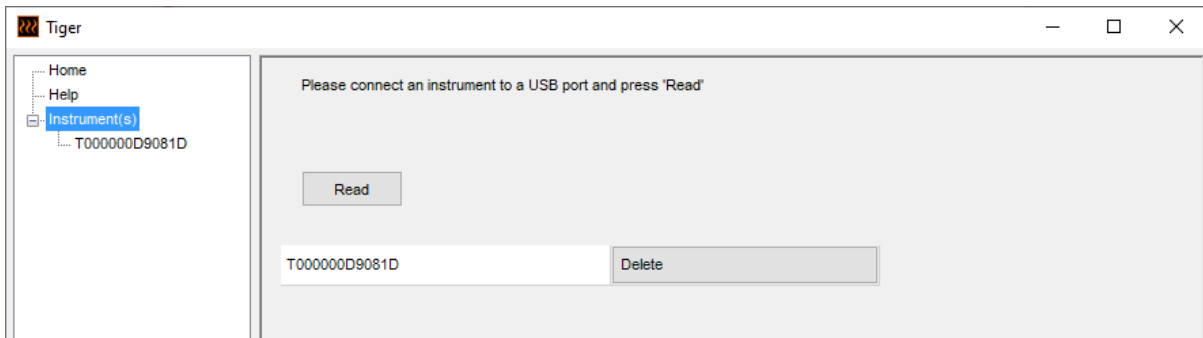 Tiger
Home
Help
Instrument(s)
T000000D9081D
Please connect an instrument to a USB port and press 'Read'
Read
T000000D9081D
Delete